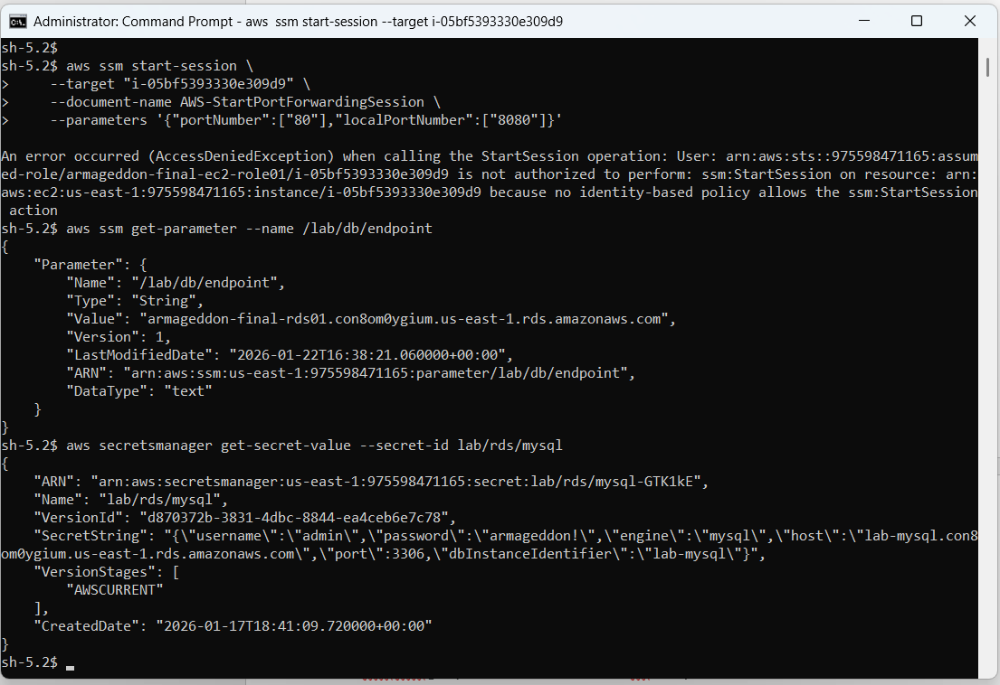 Administrator: Command Prompt - aws  ssm start-session --target i-05bf5393330e309d9
sh-5.2$
sh-5.2$ aws ssm start-session \
>     --target "i-05bf5393330e309d9" \
>     --document-name AWS-StartPortForwardingSession \
>     --parameters '{"portNumber":["80"],"localPortNumber":["8080"]}'
An error occurred (AccessDeniedException) when calling the StartSession operation: User: arn:aws:sts::975598471165:assum
ed-role/armageddon-final-ec2-role01/i-05bf5393330e309d9 is not authorized to perform: ssm:StartSession on resource: arn:
aws:ec2:us-east-1:975598471165:instance/i-05bf5393330e309d9 because no identity-based policy allows the ssm:StartSession
 action
sh-5.2$ aws ssm get-parameter --name /lab/db/endpoint
{
    "Parameter": {
        "Name": "/lab/db/endpoint",
        "Type": "String",
        "Value": "armageddon-final-rds01.con8om0ygium.us-east-1.rds.amazonaws.com",
        "Version": 1,
        "LastModifiedDate": "2026-01-22T16:38:21.060000+00:00",
        "ARN": "arn:aws:ssm:us-east-1:975598471165:parameter/lab/db/endpoint",
        "DataType": "text"
    }
}
sh-5.2$ aws secretsmanager get-secret-value --secret-id lab/rds/mysql
{
    "ARN": "arn:aws:secretsmanager:us-east-1:975598471165:secret:lab/rds/mysql-GTK1kE",
    "Name": "lab/rds/mysql",
    "VersionId": "d870372b-3831-4dbc-8844-ea4ceb6e7c78",
    "SecretString": "{\"username\":\"admin\",\"password\":\"armageddon!\",\"engine\":\"mysql\",\"host\":\"lab-mysql.con8
om0ygium.us-east-1.rds.amazonaws.com\",\"port\":3306,\"dbInstanceIdentifier\":\"lab-mysql\"}",
    "VersionStages": [
        "AWSCURRENT"
    ],
    "CreatedDate": "2026-01-17T18:41:09.720000+00:00"
}
sh-5.2$